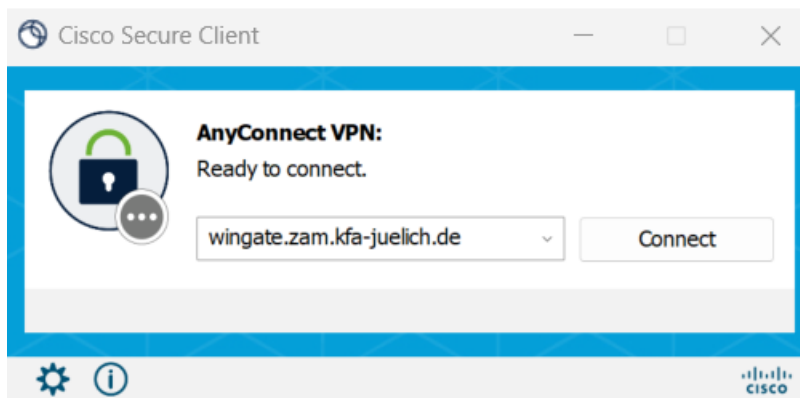 Cisco Secure Client
AnyConnect VPN:
Ready to connect.
wingate.zam.kfa-juelich.de
Connect
CISCO